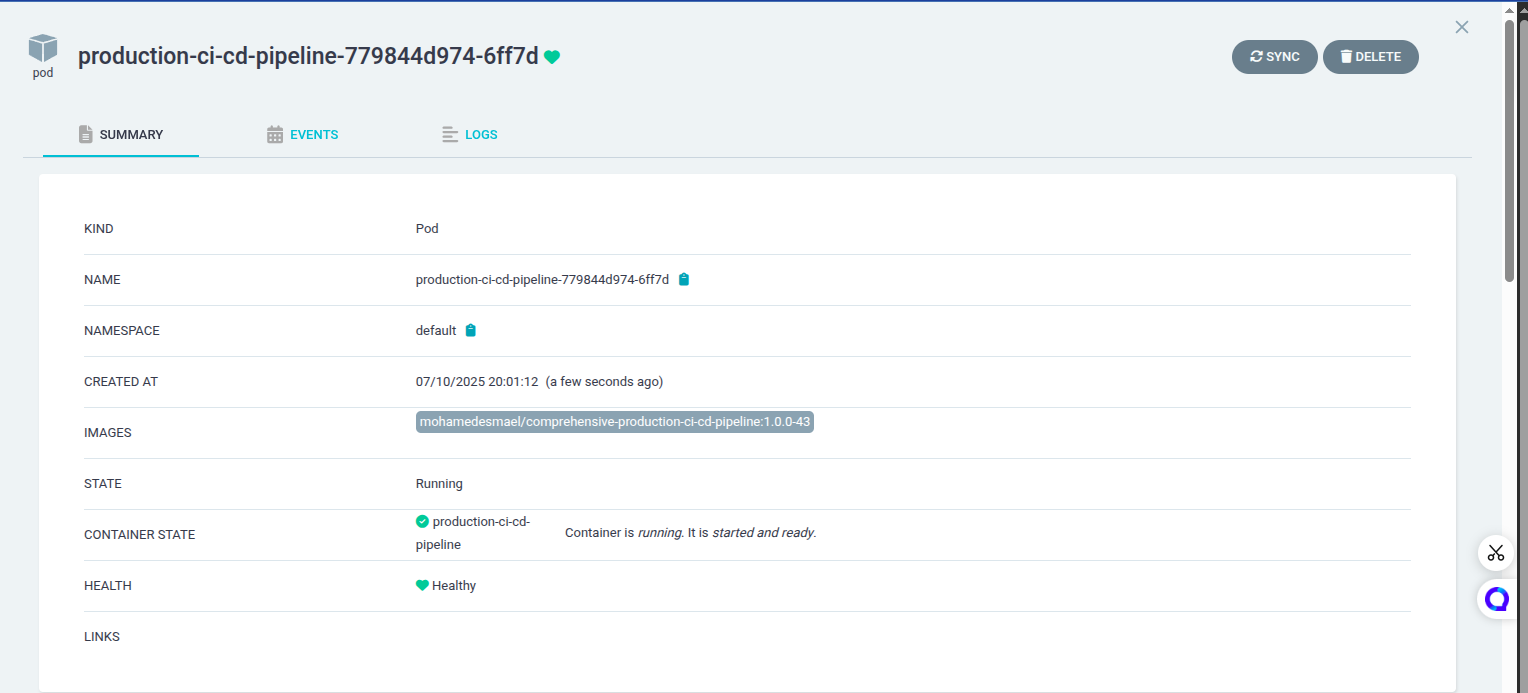 pod
production-ci-cd-pipeline-779844d974-6ff7d
SYNC
DELETE
SUMMARY
EVENTS
LOGS
KIND
Pod
NAME
production-ci-cd-pipeline-779844d974-6ff7d
NAMESPACE
default
CREATED AT
07/10/2025 20:01:12 (a few seconds ago)
IMAGES
mohamedesmael/comprehensive-production-ci-cd-pipeline:1.0.0-43
STATE
Running
CONTAINER STATE
production-ci-cd-
pipeline
Container is running. It is started and ready.
HEALTH
Healthy
LINKS